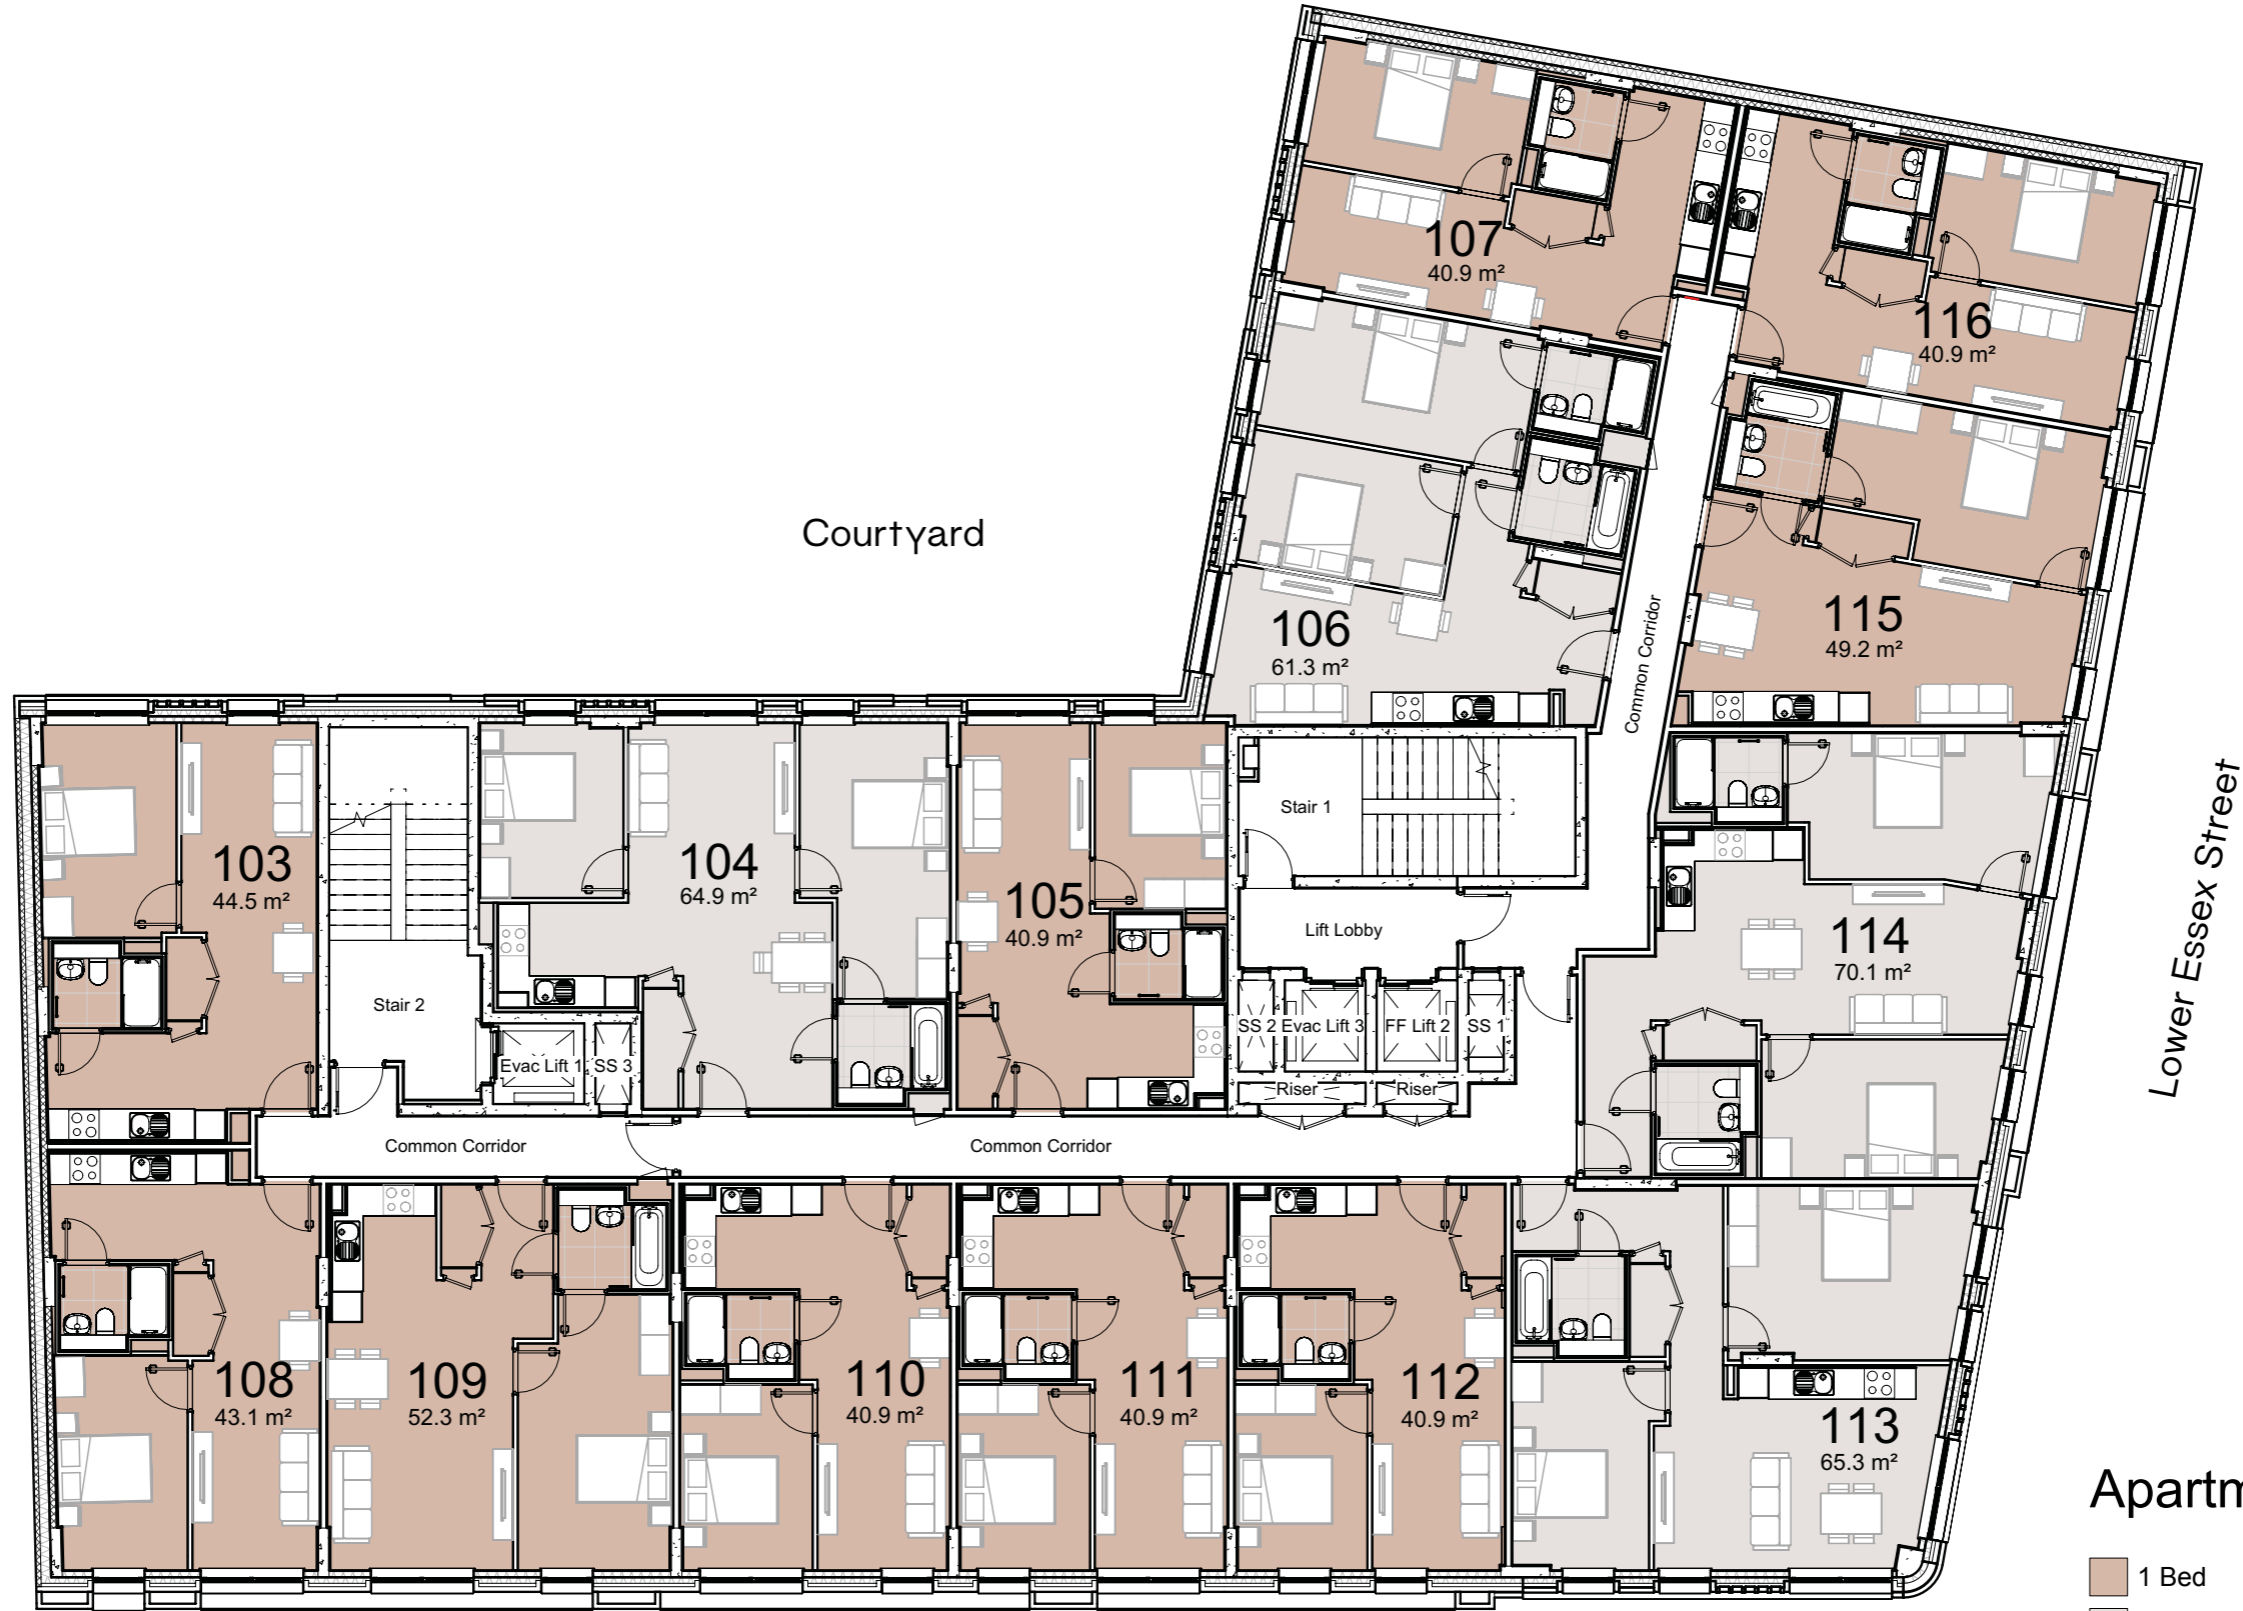 107
40.9 m²
116
40.9 m²
Courtyard
106
61.3 m²
Common Corridor
115
49.2 m²
Lower Essex Street
103
44.5 m²
104
64.9 m²
105
40.9 m²
Stair 1
Lift Lobby
114
70.1 m²
Stair 2
Evac Lift 1
SS 3
SS 2
Evac Lift 3
FF Lift 2
SS 1
Riser
Riser
Common Corridor
Common Corridor
108
43.1 m²
109
52.3 m²
110
40.9 m²
111
40.9 m²
112
40.9 m²
113
65.3 m²
Apartm
1 Bed